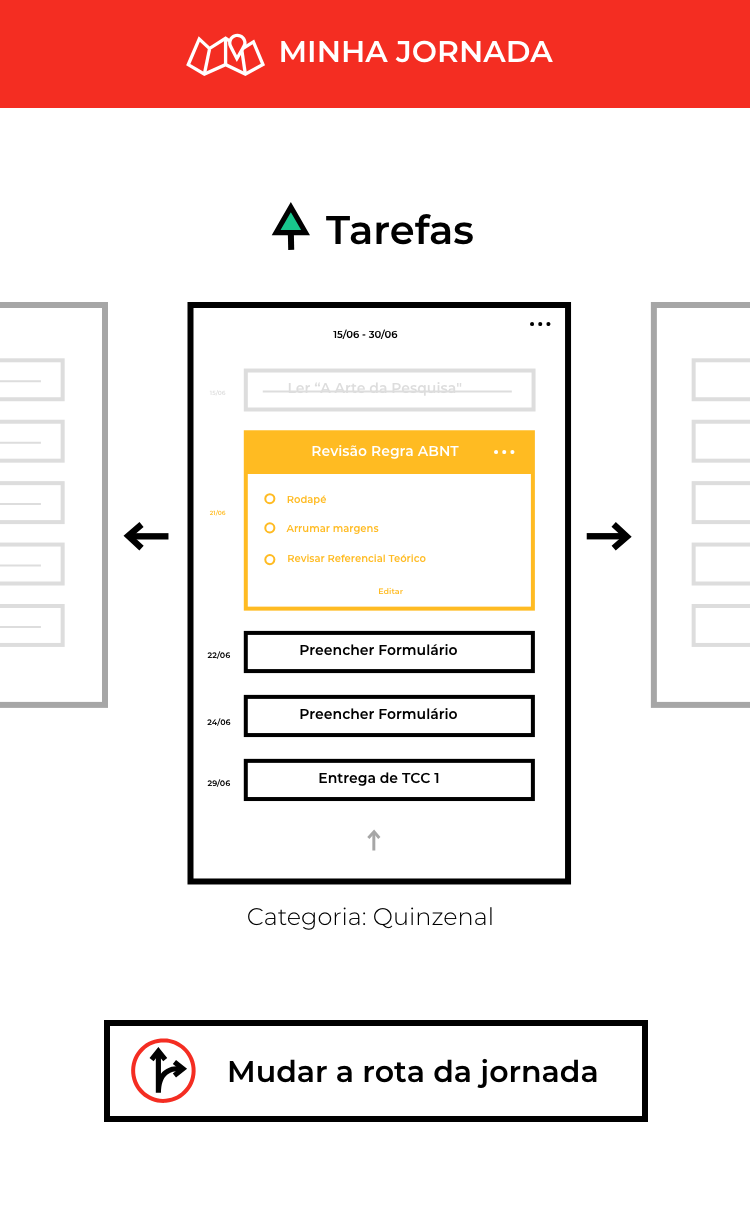 MINHA JORNADA
Tarefas
15/06 - 30/06
Ler "A Arte da Pesquisa"
Revisão Regra ABNT
21/06
Rodapé
Arrumar margens
Revisar Referencial Teórico
Editar
22/06 Preencher Formulário
24/06 Preencher Formulário
29/06 Entrega de TCC 1
Categoria: Quinzenal
Mudar a rota da jornada